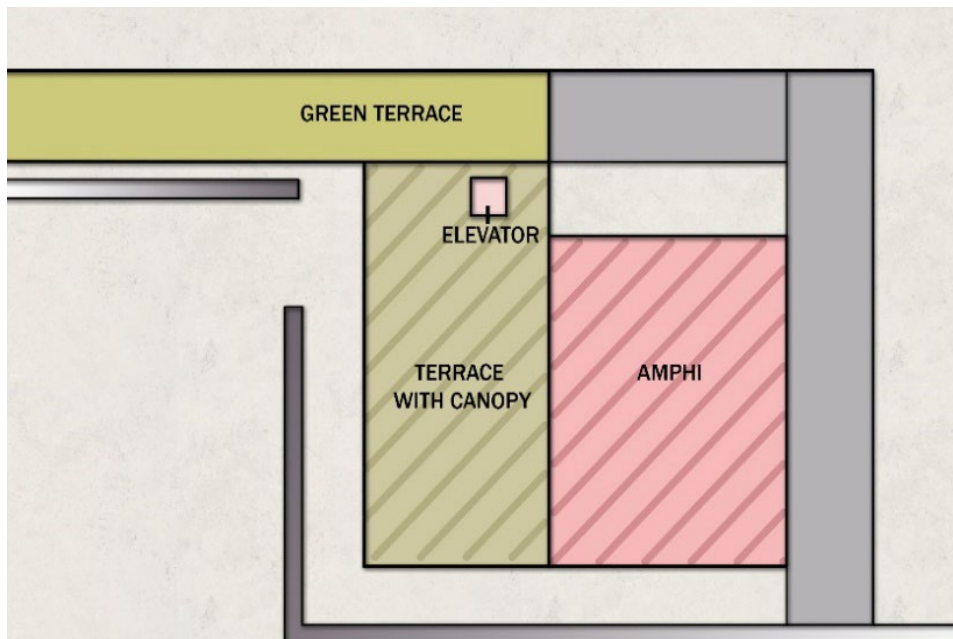 GREEN TERRACE
ELEVATOR
TERRACE
WITH CANOPY
AMPHI